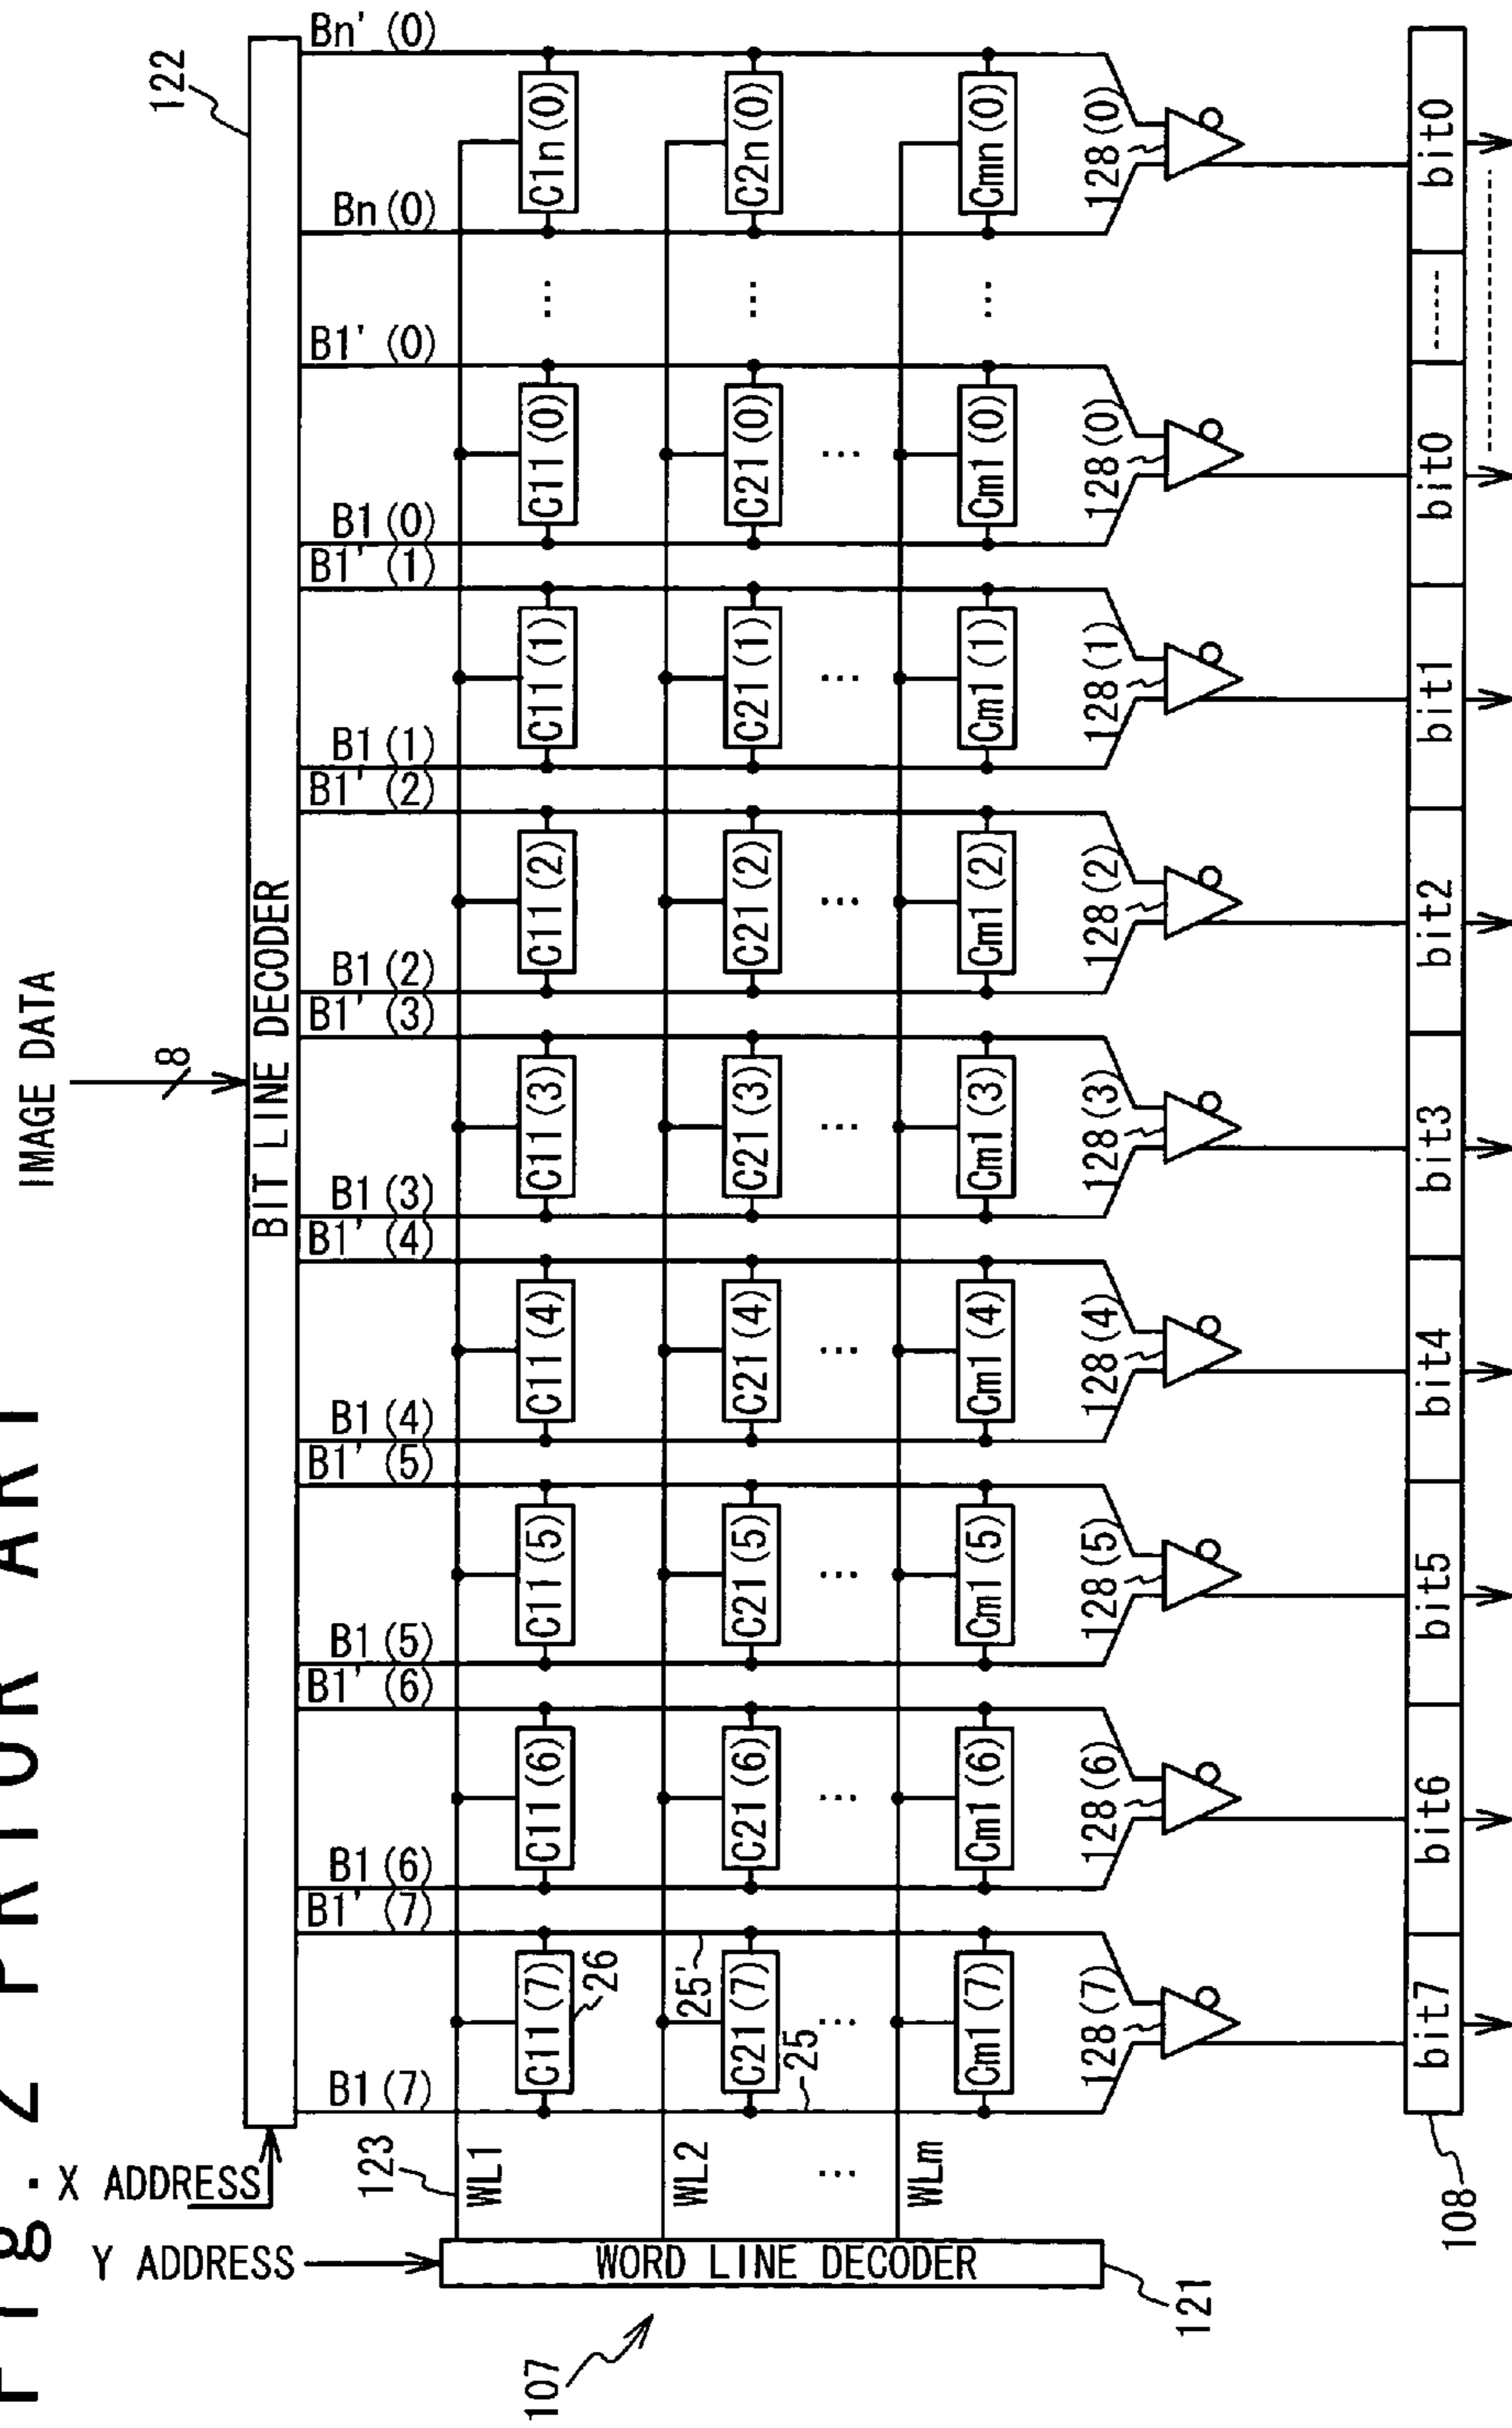 Fig. 2 PRIOR ART
IMAGE DATA
8
122
X ADDRESS
BIT LINE DECODER
Y ADDRESS
B1 (7)
B1' (7)
B1 (6)
B1' (6)
B1 (5)
B1' (5)
B1 (4)
B1' (4)
B1 (3)
B1' (3)
B1 (2)
B1' (2)
B1 (1)
B1' (1)
B1 (0)
B1' (0)
Bn (0)
Bn' (0)
123
WL1
C11 (7)
C11 (6)
C11 (5)
C11 (4)
C11 (3)
C11 (2)
C11 (1)
C11 (0)
...
C1n (0)
26
107
WORD LINE DECODER
WL2
25'
C21 (7)
C21 (6)
C21 (5)
C21 (4)
C21 (3)
C21 (2)
C21 (1)
C21 (0)
...
C2n (0)
25
...
...
...
...
...
...
...
...
...
WLm
Cm1 (7)
Cm1 (6)
Cm1 (5)
Cm1 (4)
Cm1 (3)
Cm1 (2)
Cm1 (1)
Cm1 (0)
...
Cmn (0)
121
128 (7)
128 (6)
128 (5)
128 (4)
128 (3)
128 (2)
128 (1)
128 (0)
128 (0)
108
bit7
bit6
bit5
bit4
bit3
bit2
bit1
bit0
bit0